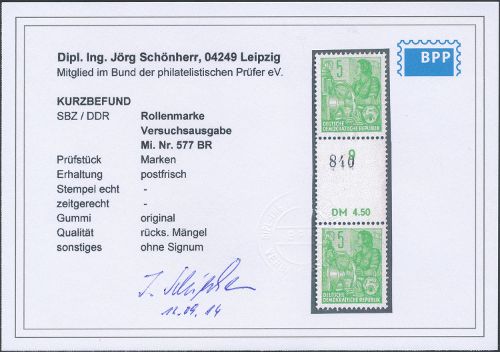 Dipl. Ing. Jörg Schönherr, 04249 Leipzig
Mitglied im Bund der philatelistischen Prüfer eV.
BPP
KURZBEFUND
SBZ / DDR Rollenmarke
Versuchsausgabe
Mi. Nr. 577 BR
Prüfstück Marken
Erhaltung postfrisch
Stempel echt -
zeitgerecht -
Gummi original
Qualität rücks. Mängel
sonstiges ohne Signum
12.09.14
5
DEUTSCHE
DEMOKRATISCHE REPUBLIK
840
9
DM 4.50
5
DEUTSCHE
DEMOKRATISCHE REPUBLIK